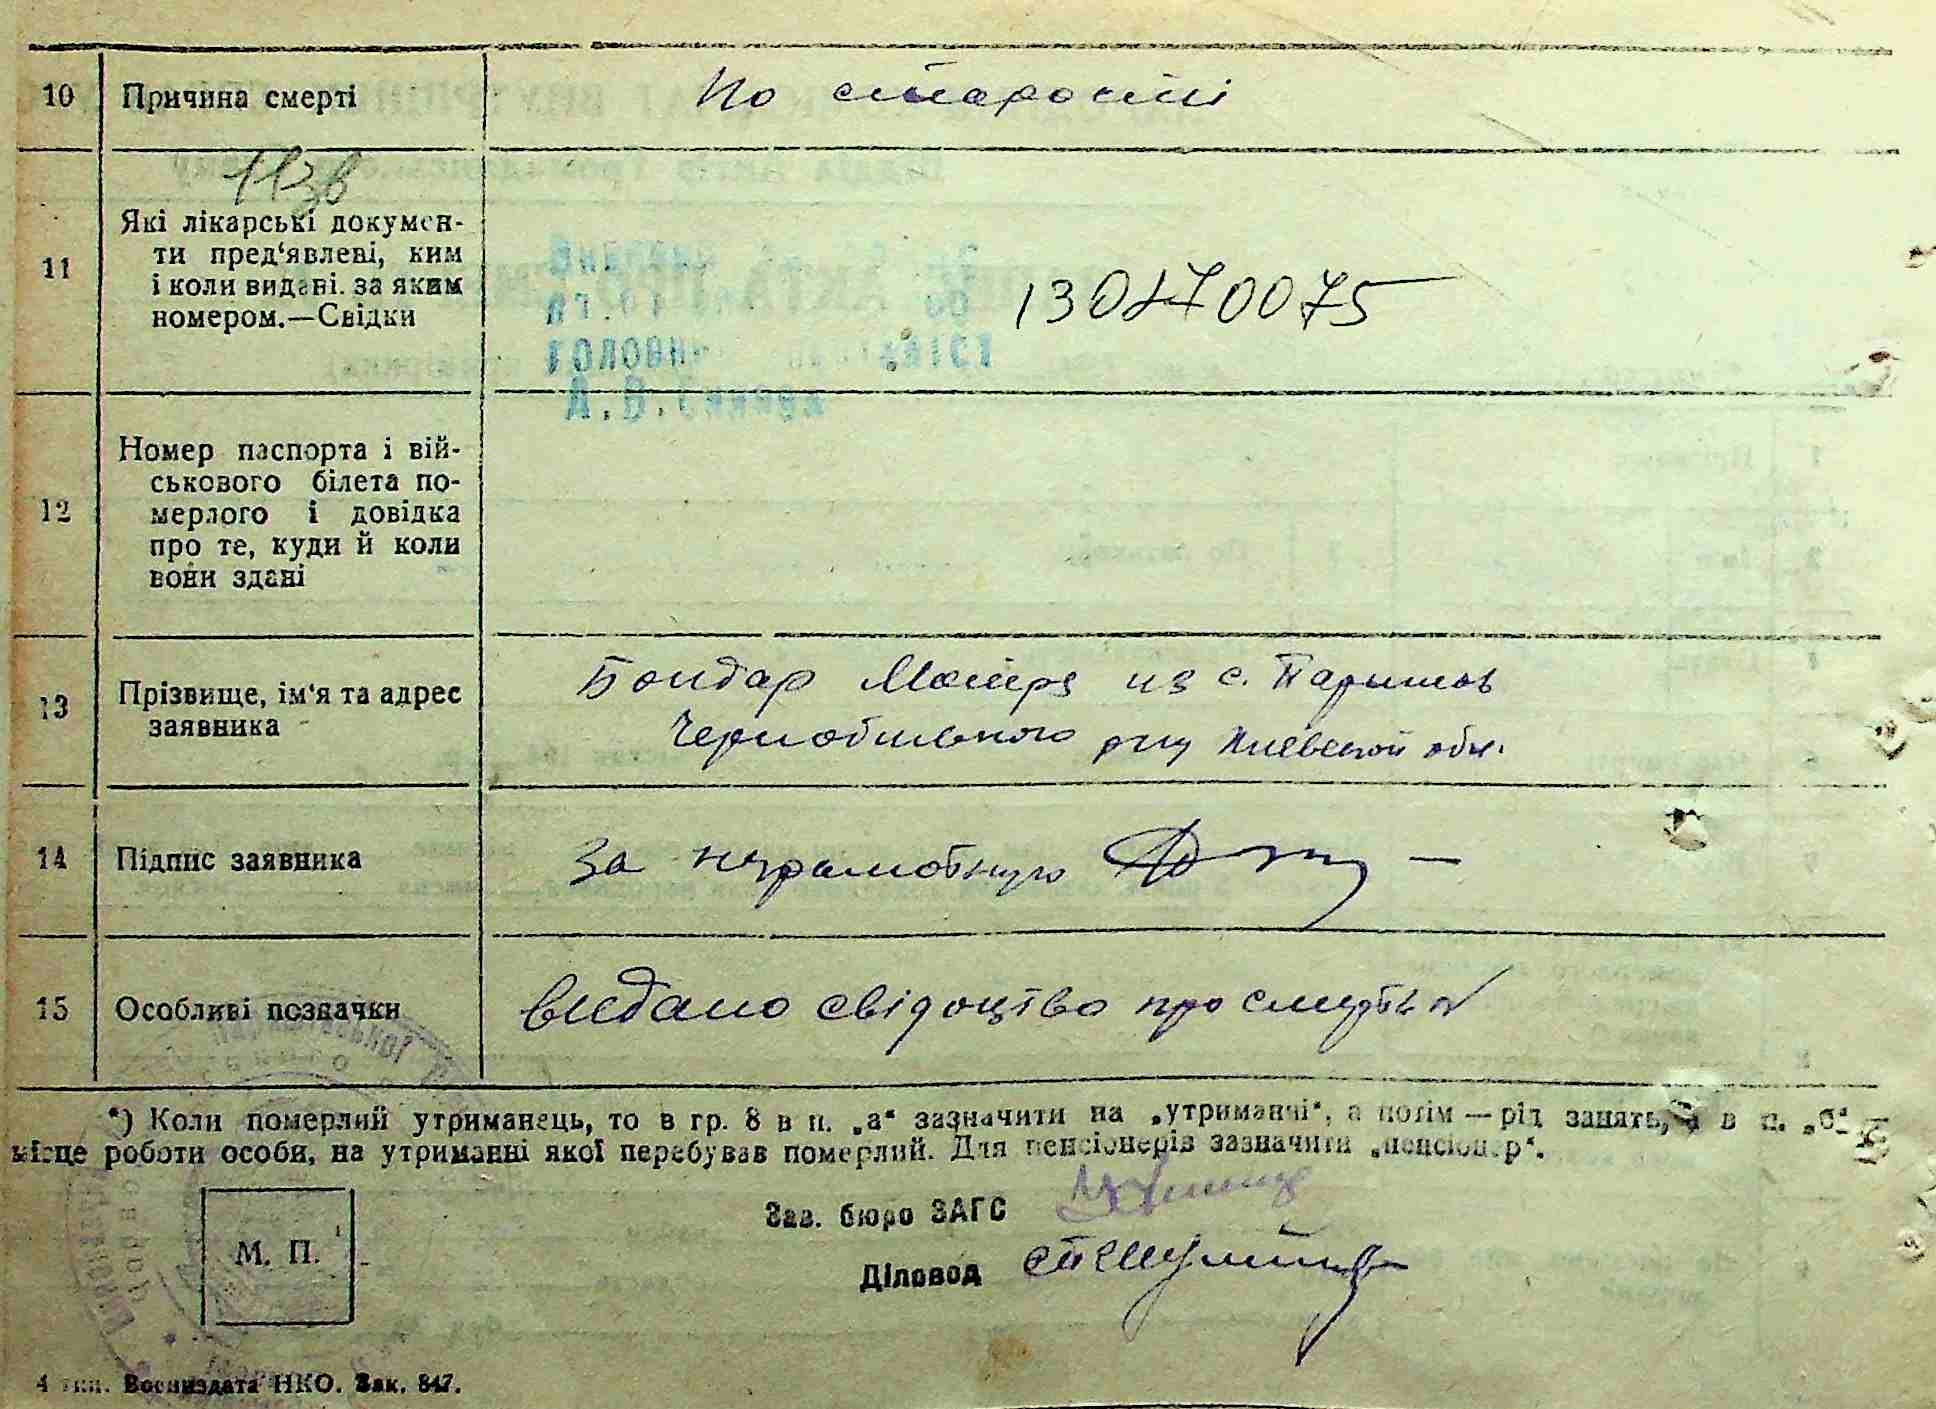 10 Причина смерті По старості
11 Які лікарські докумен-
ти пред‘явлені, ким
і коли видані. за яким
номером.—Свідки
130270075
головн
А.В.
12 Номер паспорта і вій-
ськового білета по-
мерлого і довідка
про те, куди й коли
вони здані
13 Прізвище, ім‘я та адрес
заявника
Бондар из с. Паришов
Чернобильского р-ну Киевской обл.
14 Підпис заявника За неграмотную
15 Особливі позначки видано свідоцтво про смерть
*) Коли померлий утриманець, то в гр. 8 в п. „а“ зазначити на „утриманні“, а потім — рід занять, а в п. „б“
місце роботи особи, на утриманні якої перебував померлий. Для пенсіонерів зазначити „пенсіонер“.
Зав. бюро ЗАГС
М. П.
Діловод
4 тип. Воениздата НКО. Зак. 847.